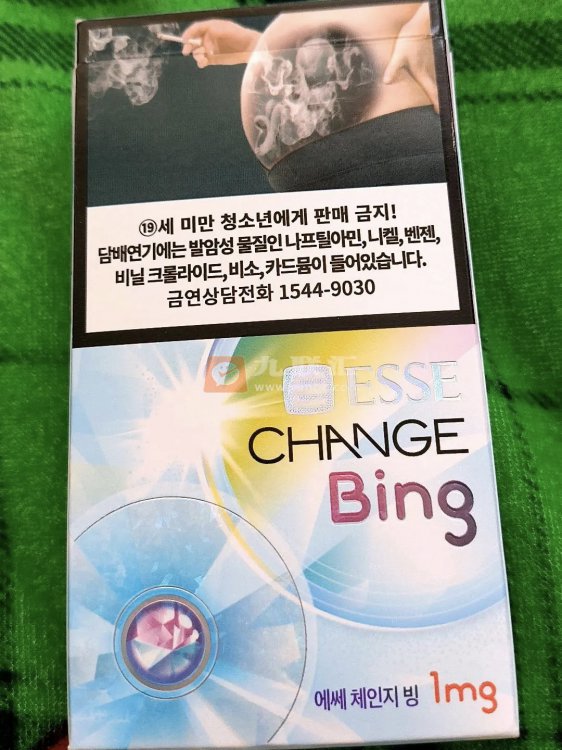 ⑲세 미만 청소년에게 판매 금지!
담배연기에는 발암성 물질인 나프틸아민, 니켈, 벤젠,
비닐 크롤라이드, 비소, 카드뮴이 들어있습니다.
금연상담전화 1544-9030
ESSE
CHANGE
Bing
에쎄 체인지 빙 1mg